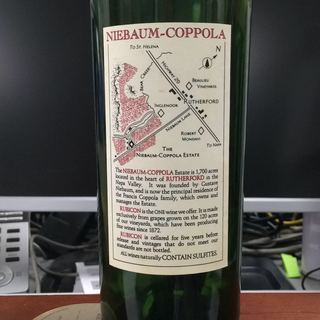 NIEBAUM-COPPOLA
TO ST. HELENA
HIGHWAY 29
N
BEAR CREEK
BEAULIEU
VINEYARDS
INGLENOOK
RUTHERFORD
NIEBAUM LANE
ROBERT
MONDAVI
TO NAPA
THE
NIEBAUM-COPPOLA ESTATE
The NIEBAUM-COPPOLA Estate is 1,700 acres
located in the heart of RUTHERFORD in the
Napa Valley. It was founded by Gustave
Niebaum, and is now the principal residence of
the Francis Coppola family, which owns and
manages the Estate.
RUBICON is the ONE wine we offer. It is made
exclusively from grapes grown on the 120 acres
of our vineyards, which have been producing
fine wines since 1872.
RUBICON is cellared for five years before
release and vintages that do not meet our
standards are not bottled.
ALL wines naturally CONTAIN SULFITES.